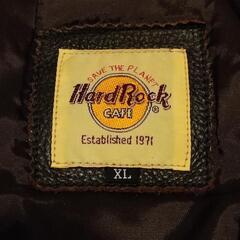 SAVE THE PLANET
Hard Rock
CAFE ®
Established 1971
XL